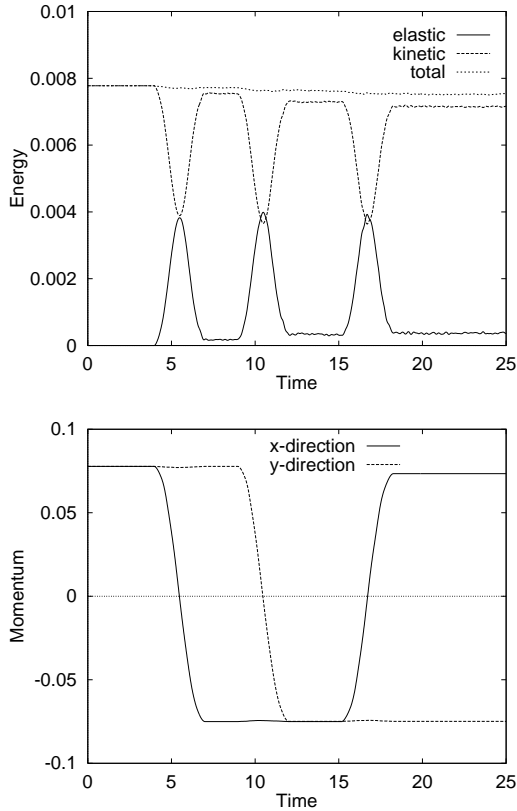 0.01
0.008
0.006
0.004
0.002
0
Energy
elastic
kinetic
total
0 5 10 15 20 25
Time
0.1
0.05
0
-0.05
-0.1
Momentum
x-direction
y-direction
0 5 10 15 20 25
Time